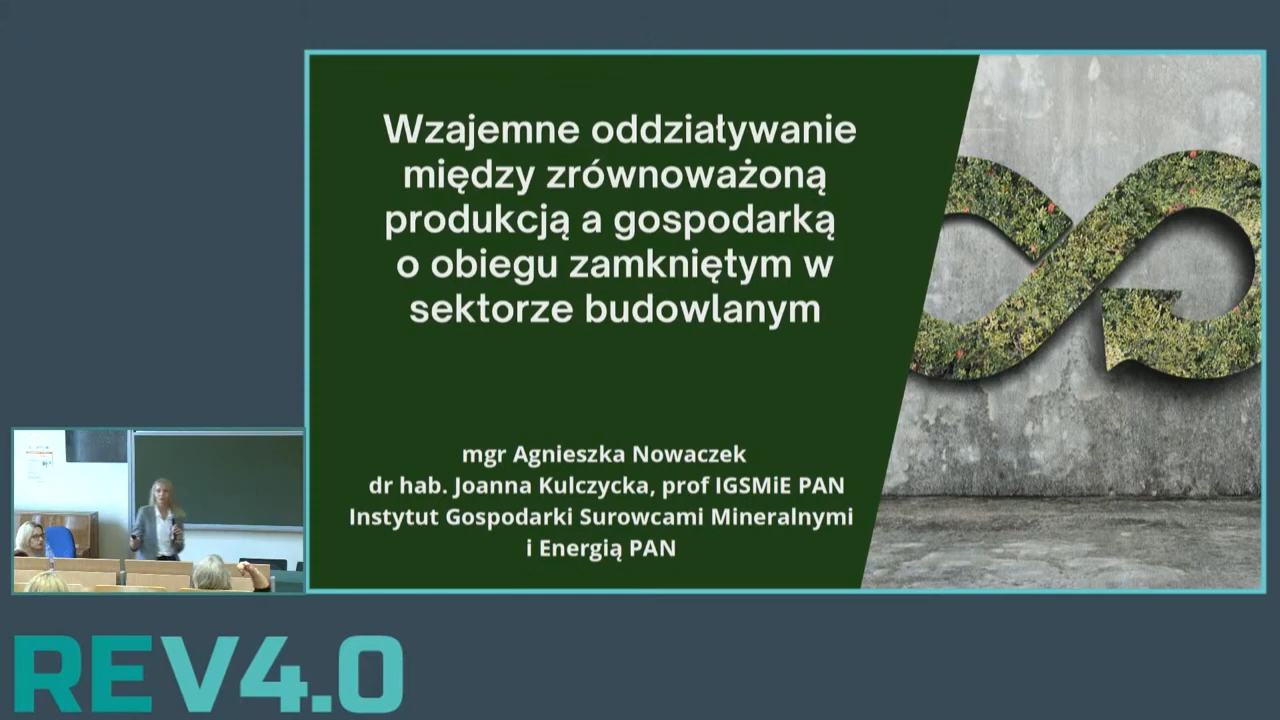 Wzajemne oddziaływanie
między zrównoważoną
produkcją a gospodarką
o obiegu zamkniętym w
sektorze budowlanym
mgr Agnieszka Nowaczek
dr hab. Joanna Kulczycka, prof IGSMiE PAN
Instytut Gospodarki Surowcami Mineralnymi
i Energią PAN
REV4.0